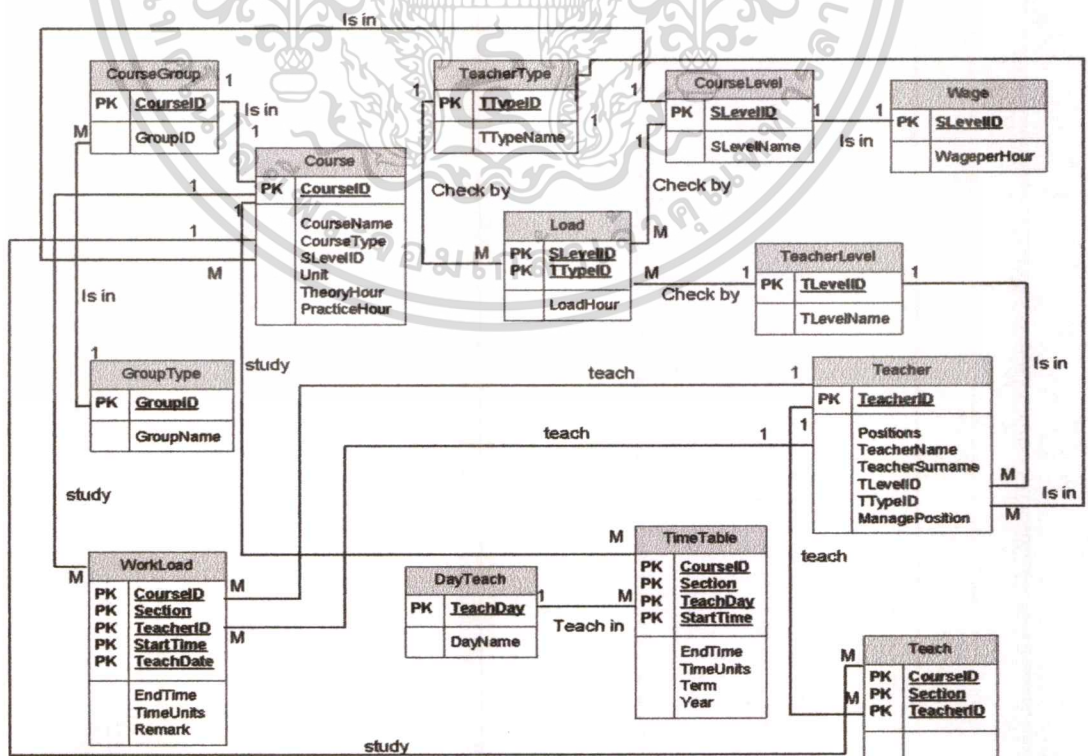 Is in
CourseGroup
PK CourseID
GroupID
1
M
Is in
1
TeacherType
PK TTypeID
TTypeName
1
1
CourseLevel
PK SLevelID
SLevelName
1
1
1
Is in
1
Wage
PK SLevelID
WageperHour
Course
PK CourseID
CourseName
CourseType
SLevelID
Unit
TheoryHour
PracticeHour
1
1
1
M
Check by
M
Check by
M
Load
PK SLevelID
PK TTypeID
LoadHour
M
Check by
1
TeacherLevel
PK TLevelID
TLevelName
1
Is in
1
GroupType
PK GroupID
GroupName
study
teach
1
teach
1
1
Teacher
PK TeacherID
Positions
TeacherName
TeacherSurname
TLevelID
TTypeID
ManagePosition
Is in
M
M
Is in
study
M
WorkLoad
PK CourseID
PK Section
PK TeacherID
PK StartTime
PK TeachDate
EndTime
TimeUnits
Remark
M
M
DayTeach
PK TeachDay
DayName
1
Teach in
M
M
TimeTable
PK CourseID
PK Section
PK TeachDay
PK StartTime
EndTime
TimeUnits
Term
Year
teach
M
M
Teach
PK CourseID
PK Section
PK TeacherID
study